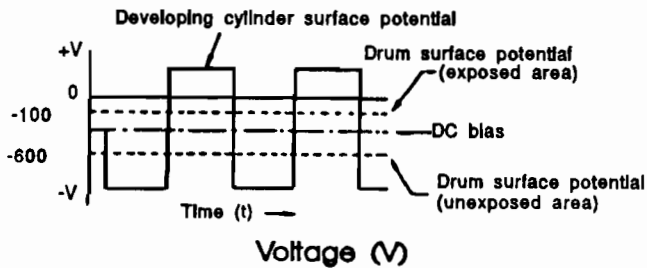 Developing cylinder surface potential
+V
Drum surface potential
(exposed area)
0
-100
DC bias
-600
Drum surface potential
(unexposed area)
-V
Time (t)
Voltage (V)